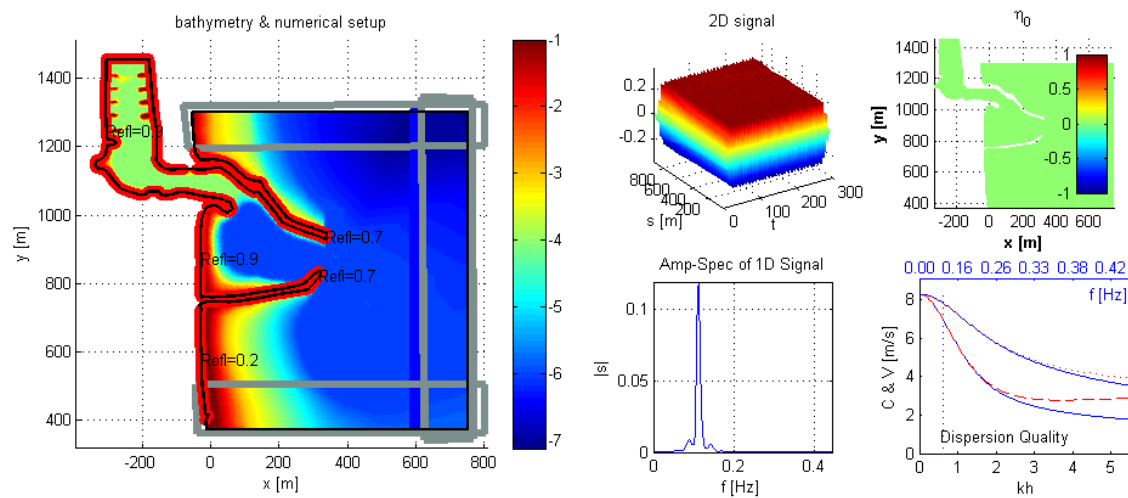 bathymetry & numerical setup
1400
1200
1000
800
600
400
y [m]
-200
0
200
400
600
800
x [m]
Refl=0.9
Refl=0.7
Refl=0.9
Refl=0.7
Refl=0.2
-1
-2
-3
-4
-5
-6
-7
2D signal
0.2
0
-0.2
800
600
400
200
s [m]
0
100
200
300
t
η0
1400
1200
1000
800
600
400
y [m]
-200
0
200
400
600
x [m]
1
0.5
0
-0.5
-1
Amp-Spec of 1D Signal
0.1
0.05
0
|s|
0
0.2
0.4
f [Hz]
0.00 0.16 0.26 0.33 0.38 0.42
f [Hz]
8
6
4
2
0
C & V [m/s]
Dispersion Quality
0
1
2
3
4
5
kh